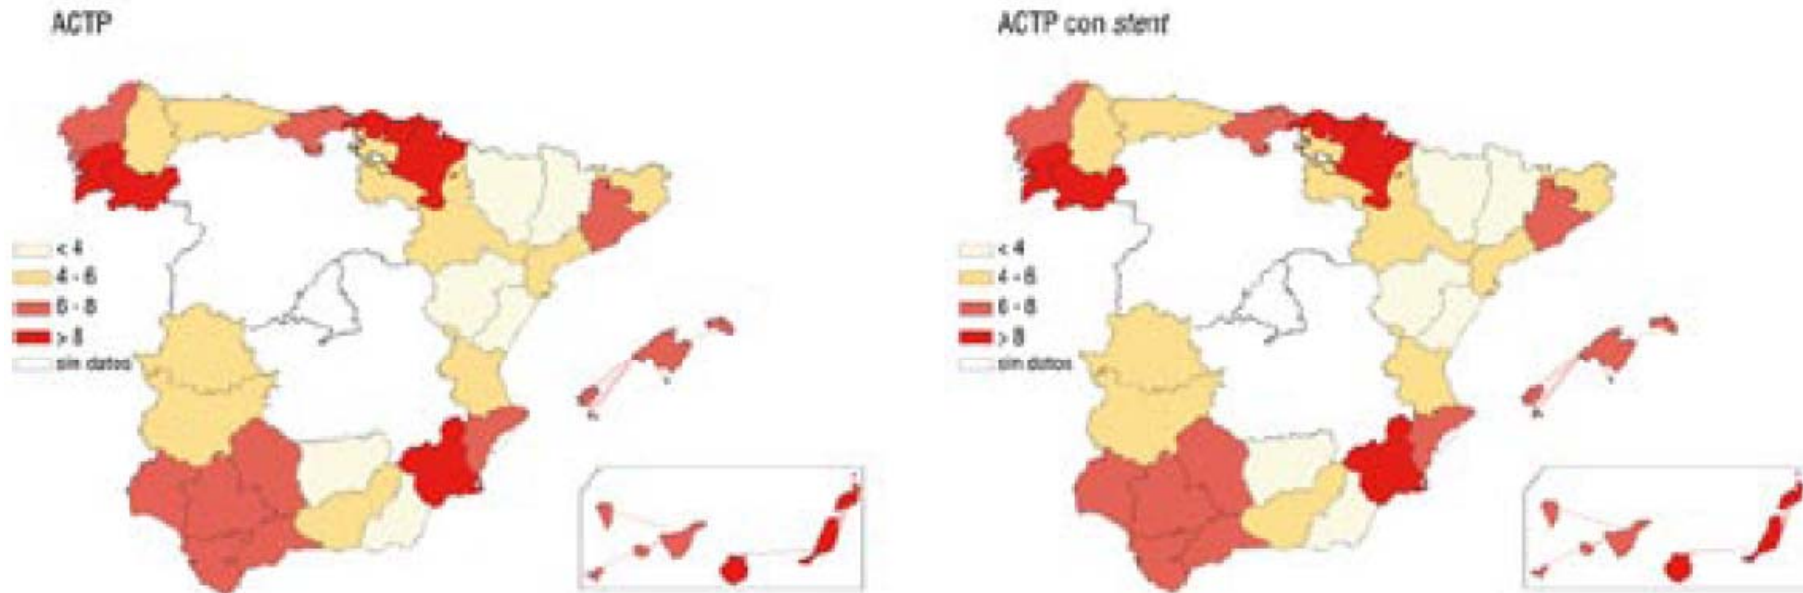 ACTP
ACTP con stent
< 4
4 - 6
6 - 8
> 8
sin datos
< 4
4 - 6
6 - 8
> 8
sin datos